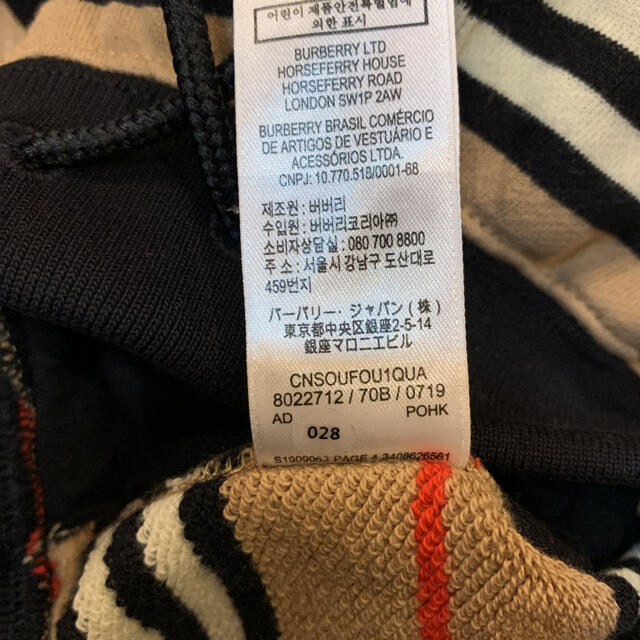 어린이 제품안전특별법에
의한 표시
BURBERRY LTD
HORSEFERRY HOUSE
HORSEFERRY ROAD
LONDON SW1P 2AW
BURBERRY BRASIL COMÉRCIO
DE ARTIGOS DE VESTUÁRIO E
ACESSÓRIOS LTDA.
CNPJ: 10.770.518/0001-68
제조원 : 버버리
수입원 : 버버리코리아㈜
소비자상담실 : 080 700 8800
주 소 : 서울시 강남구 도산대로
459번지
バーバリー・ジャパン(株)
東京都中央区銀座2-5-14
銀座マロニエビル
CNSOUFOU1QUA
8022712 / 70B / 0719
AD POHK
028
S1909063 PAGE 4 3408626561